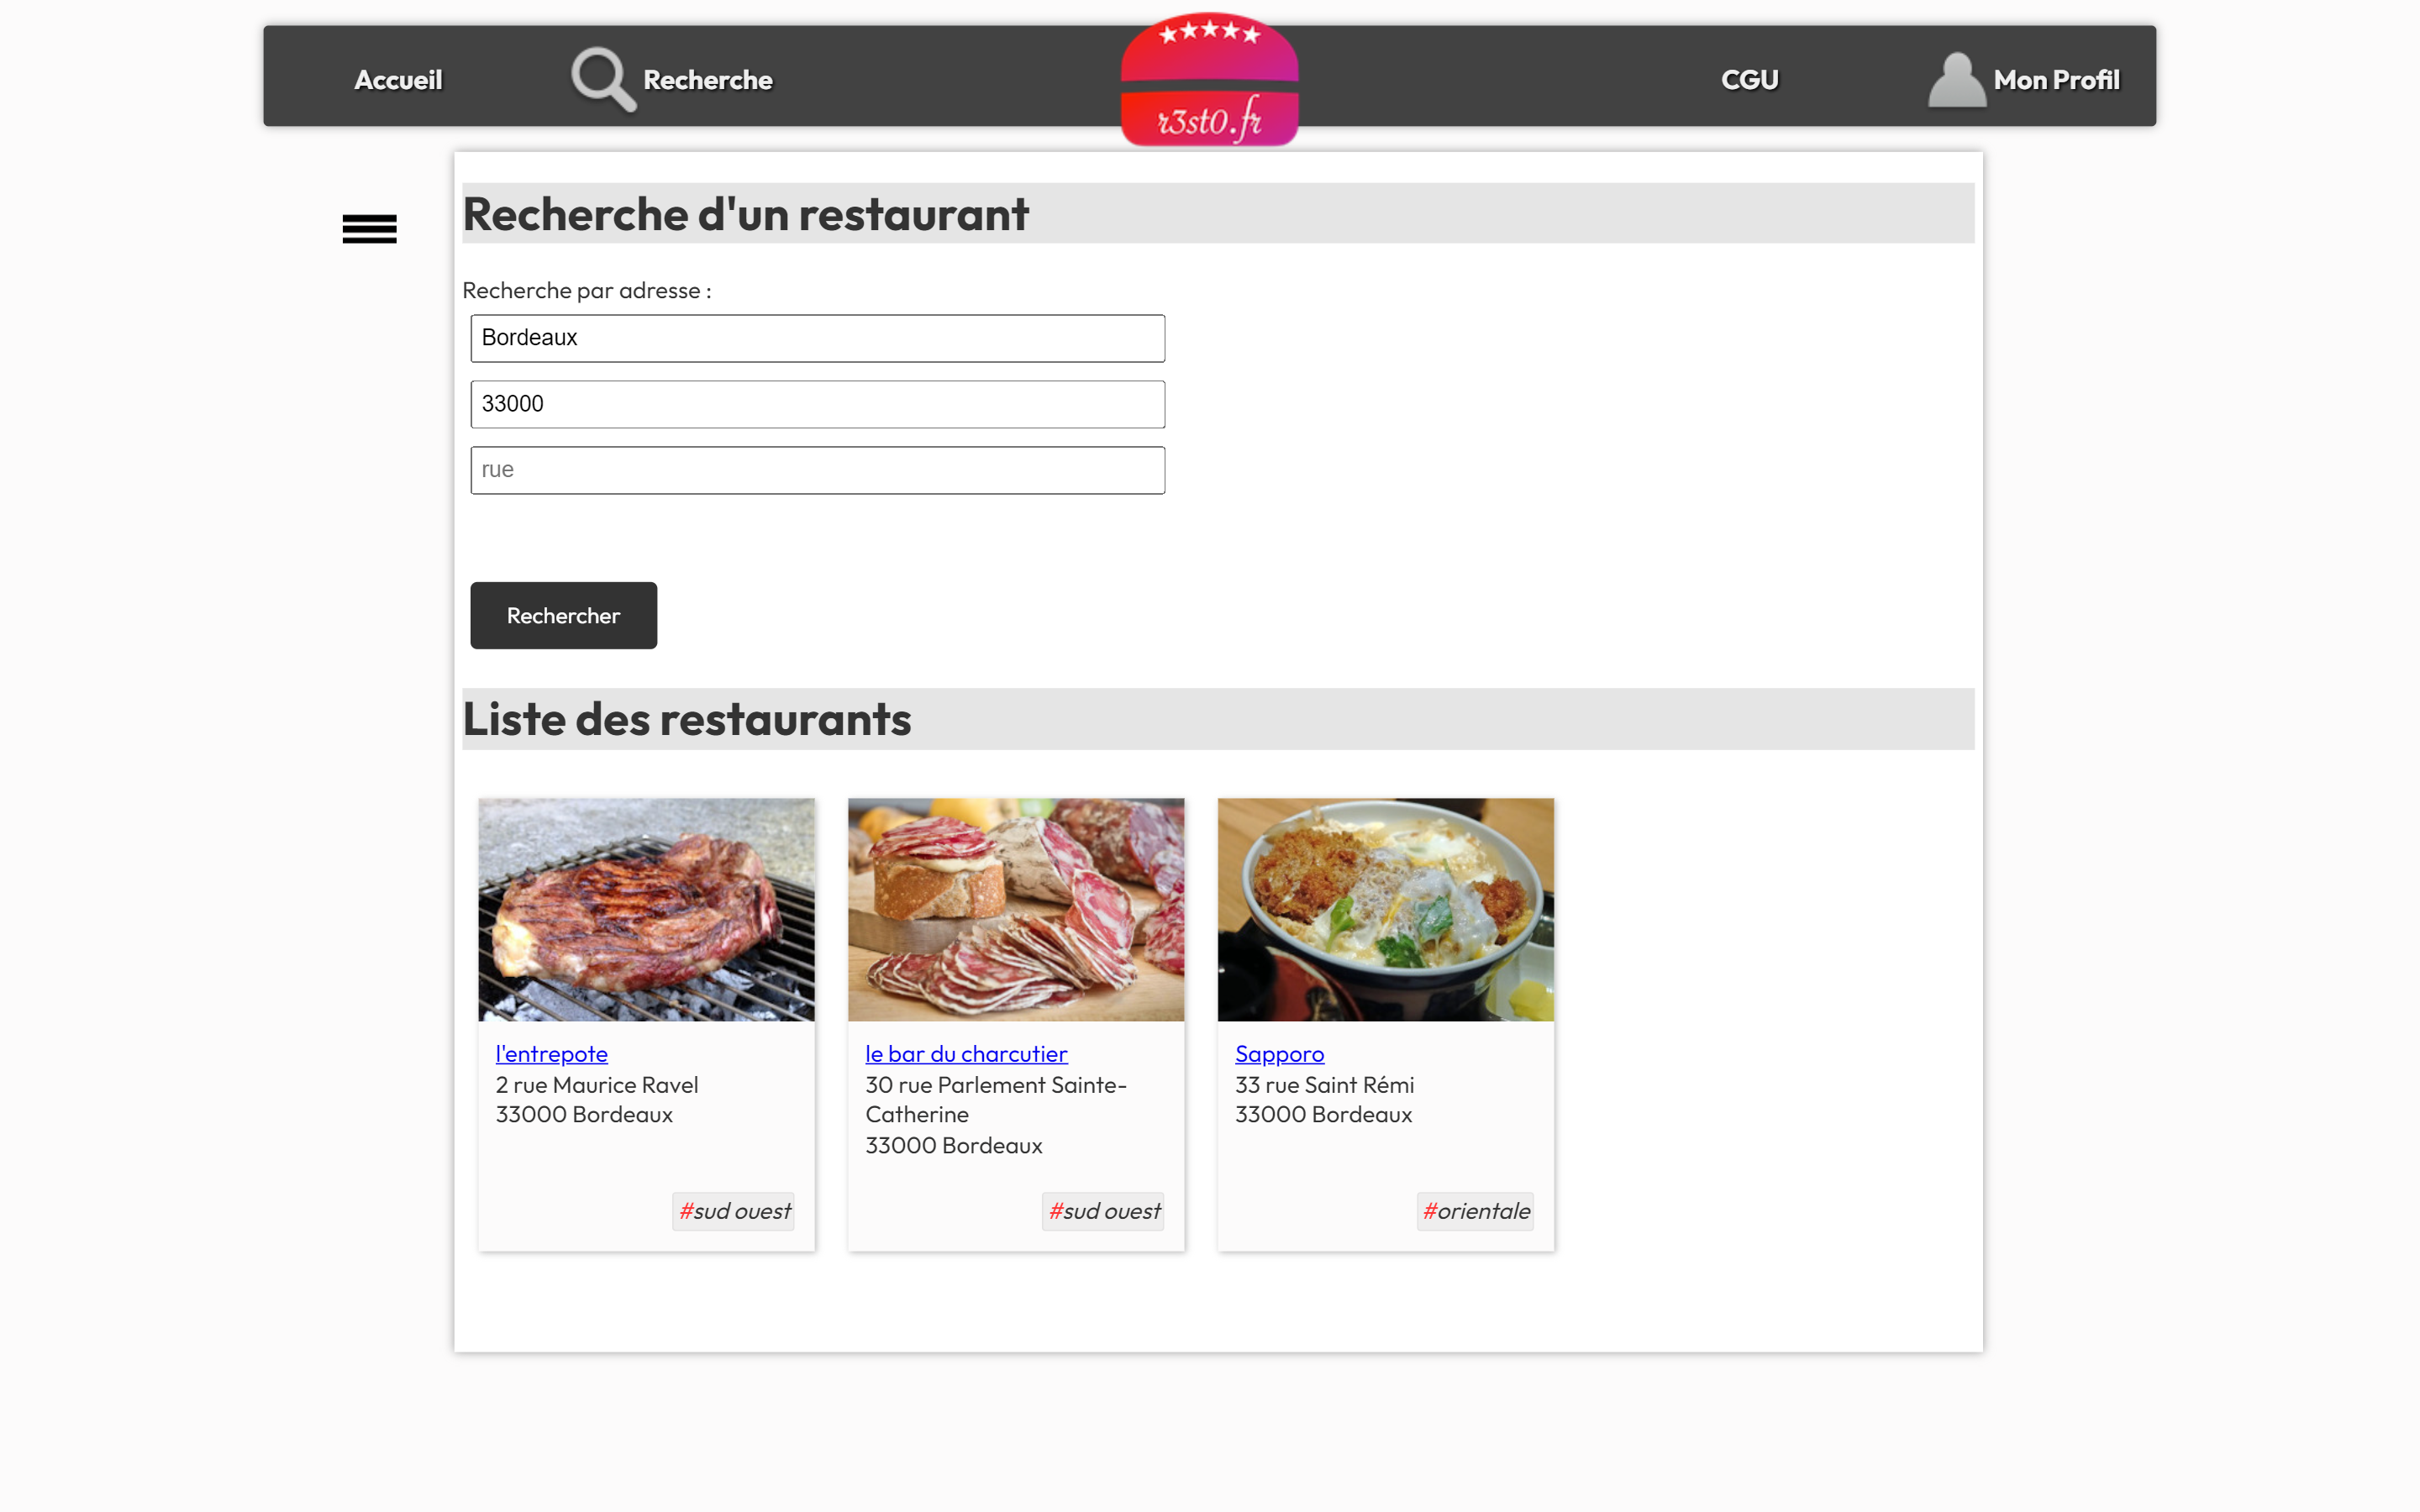 Accueil
Recherche
r3st0.fr
CGU
Mon Profil
Recherche d'un restaurant
Recherche par adresse :
Bordeaux
33000
rue
Rechercher
Liste des restaurants
l'entrepote
2 rue Maurice Ravel
33000 Bordeaux
#sud ouest
le bar du charcutier
30 rue Parlement Sainte-
Catherine
33000 Bordeaux
#sud ouest
Sapporo
33 rue Saint Rémi
33000 Bordeaux
#orientale